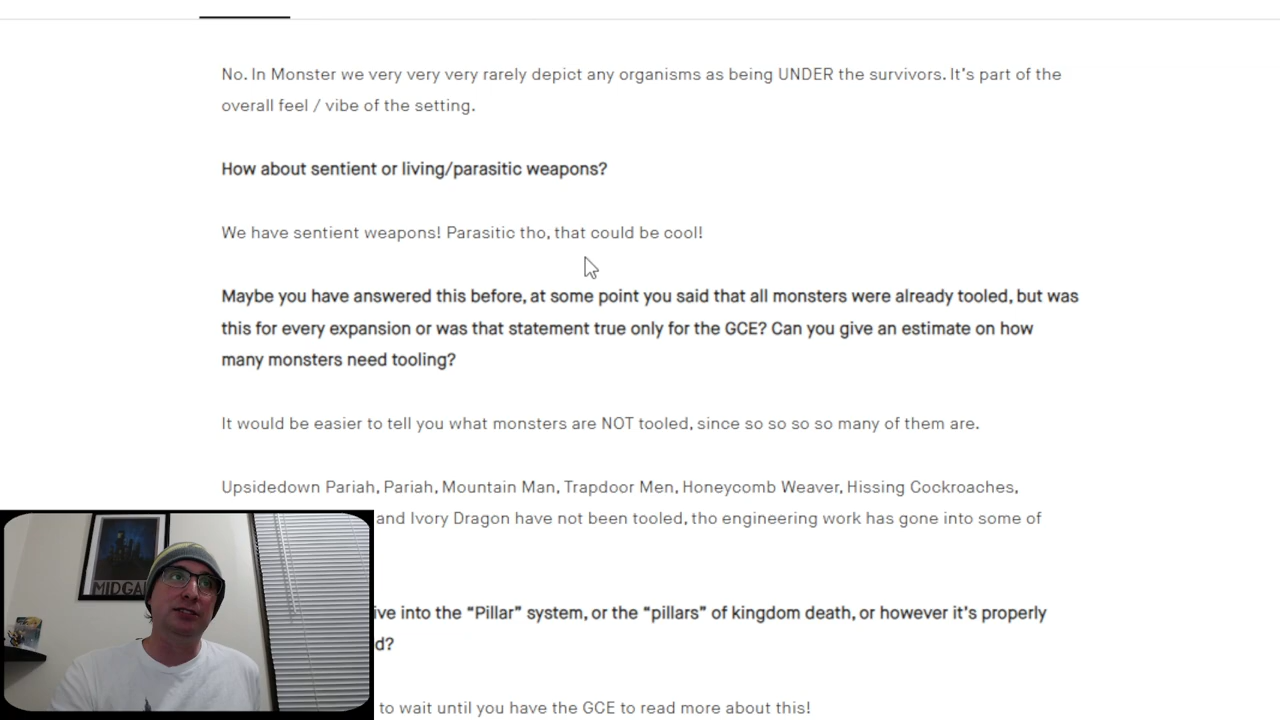 No. In Monster we very very very rarely depict any organisms as being UNDER the survivors. It's part of the
overall feel / vibe of the setting.
How about sentient or living/parasitic weapons?
We have sentient weapons! Parasitic tho, that could be cool!
Maybe you have answered this before, at some point you said that all monsters were already tooled, but was
this for every expansion or was that statement true only for the GCE? Can you give an estimate on how
many monsters need tooling?
It would be easier to tell you what monsters are NOT tooled, since so so so so many of them are.
Upsidedown Pariah, Pariah, Mountain Man, Trapdoor Men, Honeycomb Weaver, Hissing Cockroaches,
and Ivory Dragon have not been tooled, tho engineering work has gone into some of
into the “Pillar” system, or the “pillars” of kingdom death, or however it's properly
to wait until you have the GCE to read more about this!
MIDGA